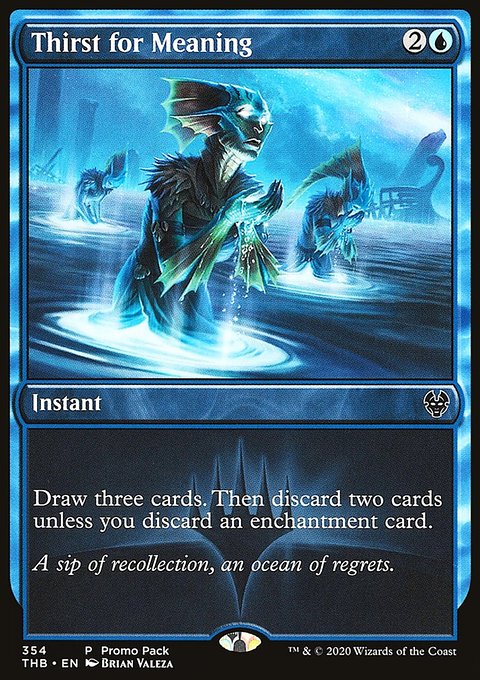 Thirst for Meaning 2
Instant
Draw three cards. Then discard two cards
unless you discard an enchantment card.
A sip of recollection, an ocean of regrets.
354 P Promo Pack
THB • EN Brian Valeza
™ & © 2020 Wizards of the Coast